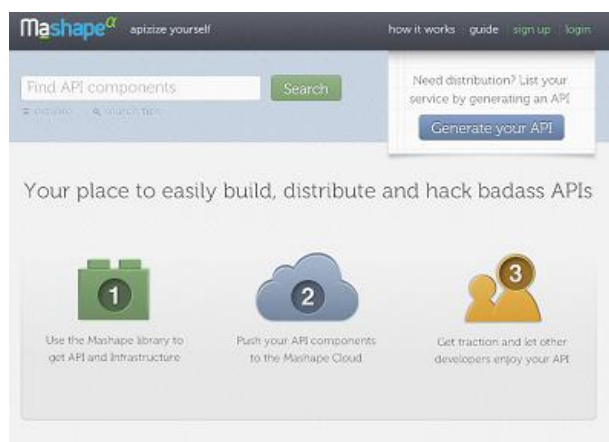 Mashape α apizize yourself
how it works guide sign up login
Find API components
Search
search tips
Need distribution? List your
service by generating an API
Generate your API
Your place to easily build, distribute and hack badass APIs
1
2
3
Use the Mashape library to
get API and Infrastructure
Push your API components
to the Mashape Cloud
Get traction and let other
developers enjoy your API